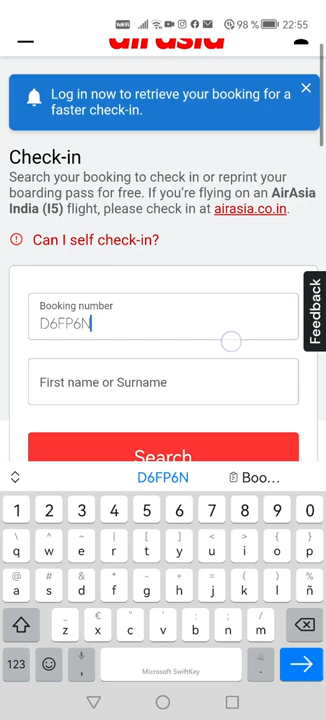 VoWiFi 98 % 22:55
airasia
Log in now to retrieve your booking for a
faster check-in.
Check-in
Search your booking to check in or reprint your
boarding pass for free. If you're flying on an AirAsia
India (I5) flight, please check in at airasia.co.in.
Can I self check-in?
Feedback
Booking number
D6FP6N
First name or Surname
Search
D6FP6N Boo...
1 2 3 4 5 6 7 8 9 0
\ | ~ [ ] < > { }
q w e r t y u i o p
@ # & * - + = ( ) %
a s d f g h j k l ñ
_ € " ' : ; /
z x c v b n m
123 , Microsoft SwiftKey .